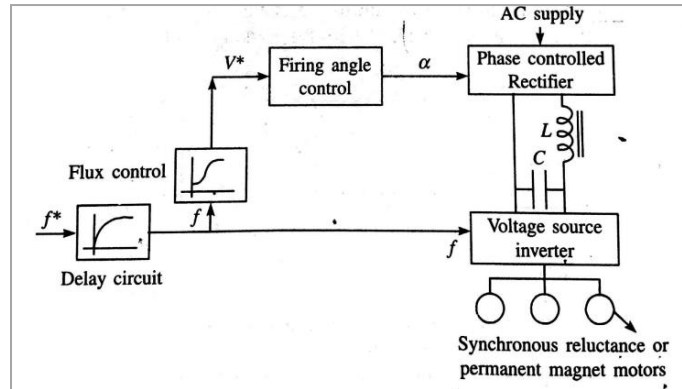 AC supply
V*
Firing angle
control
α
Phase controlled
Rectifier
L
C
Flux control
f*
f
f
Voltage source
inverter
Delay circuit
Synchronous reluctance or
permanent magnet motors